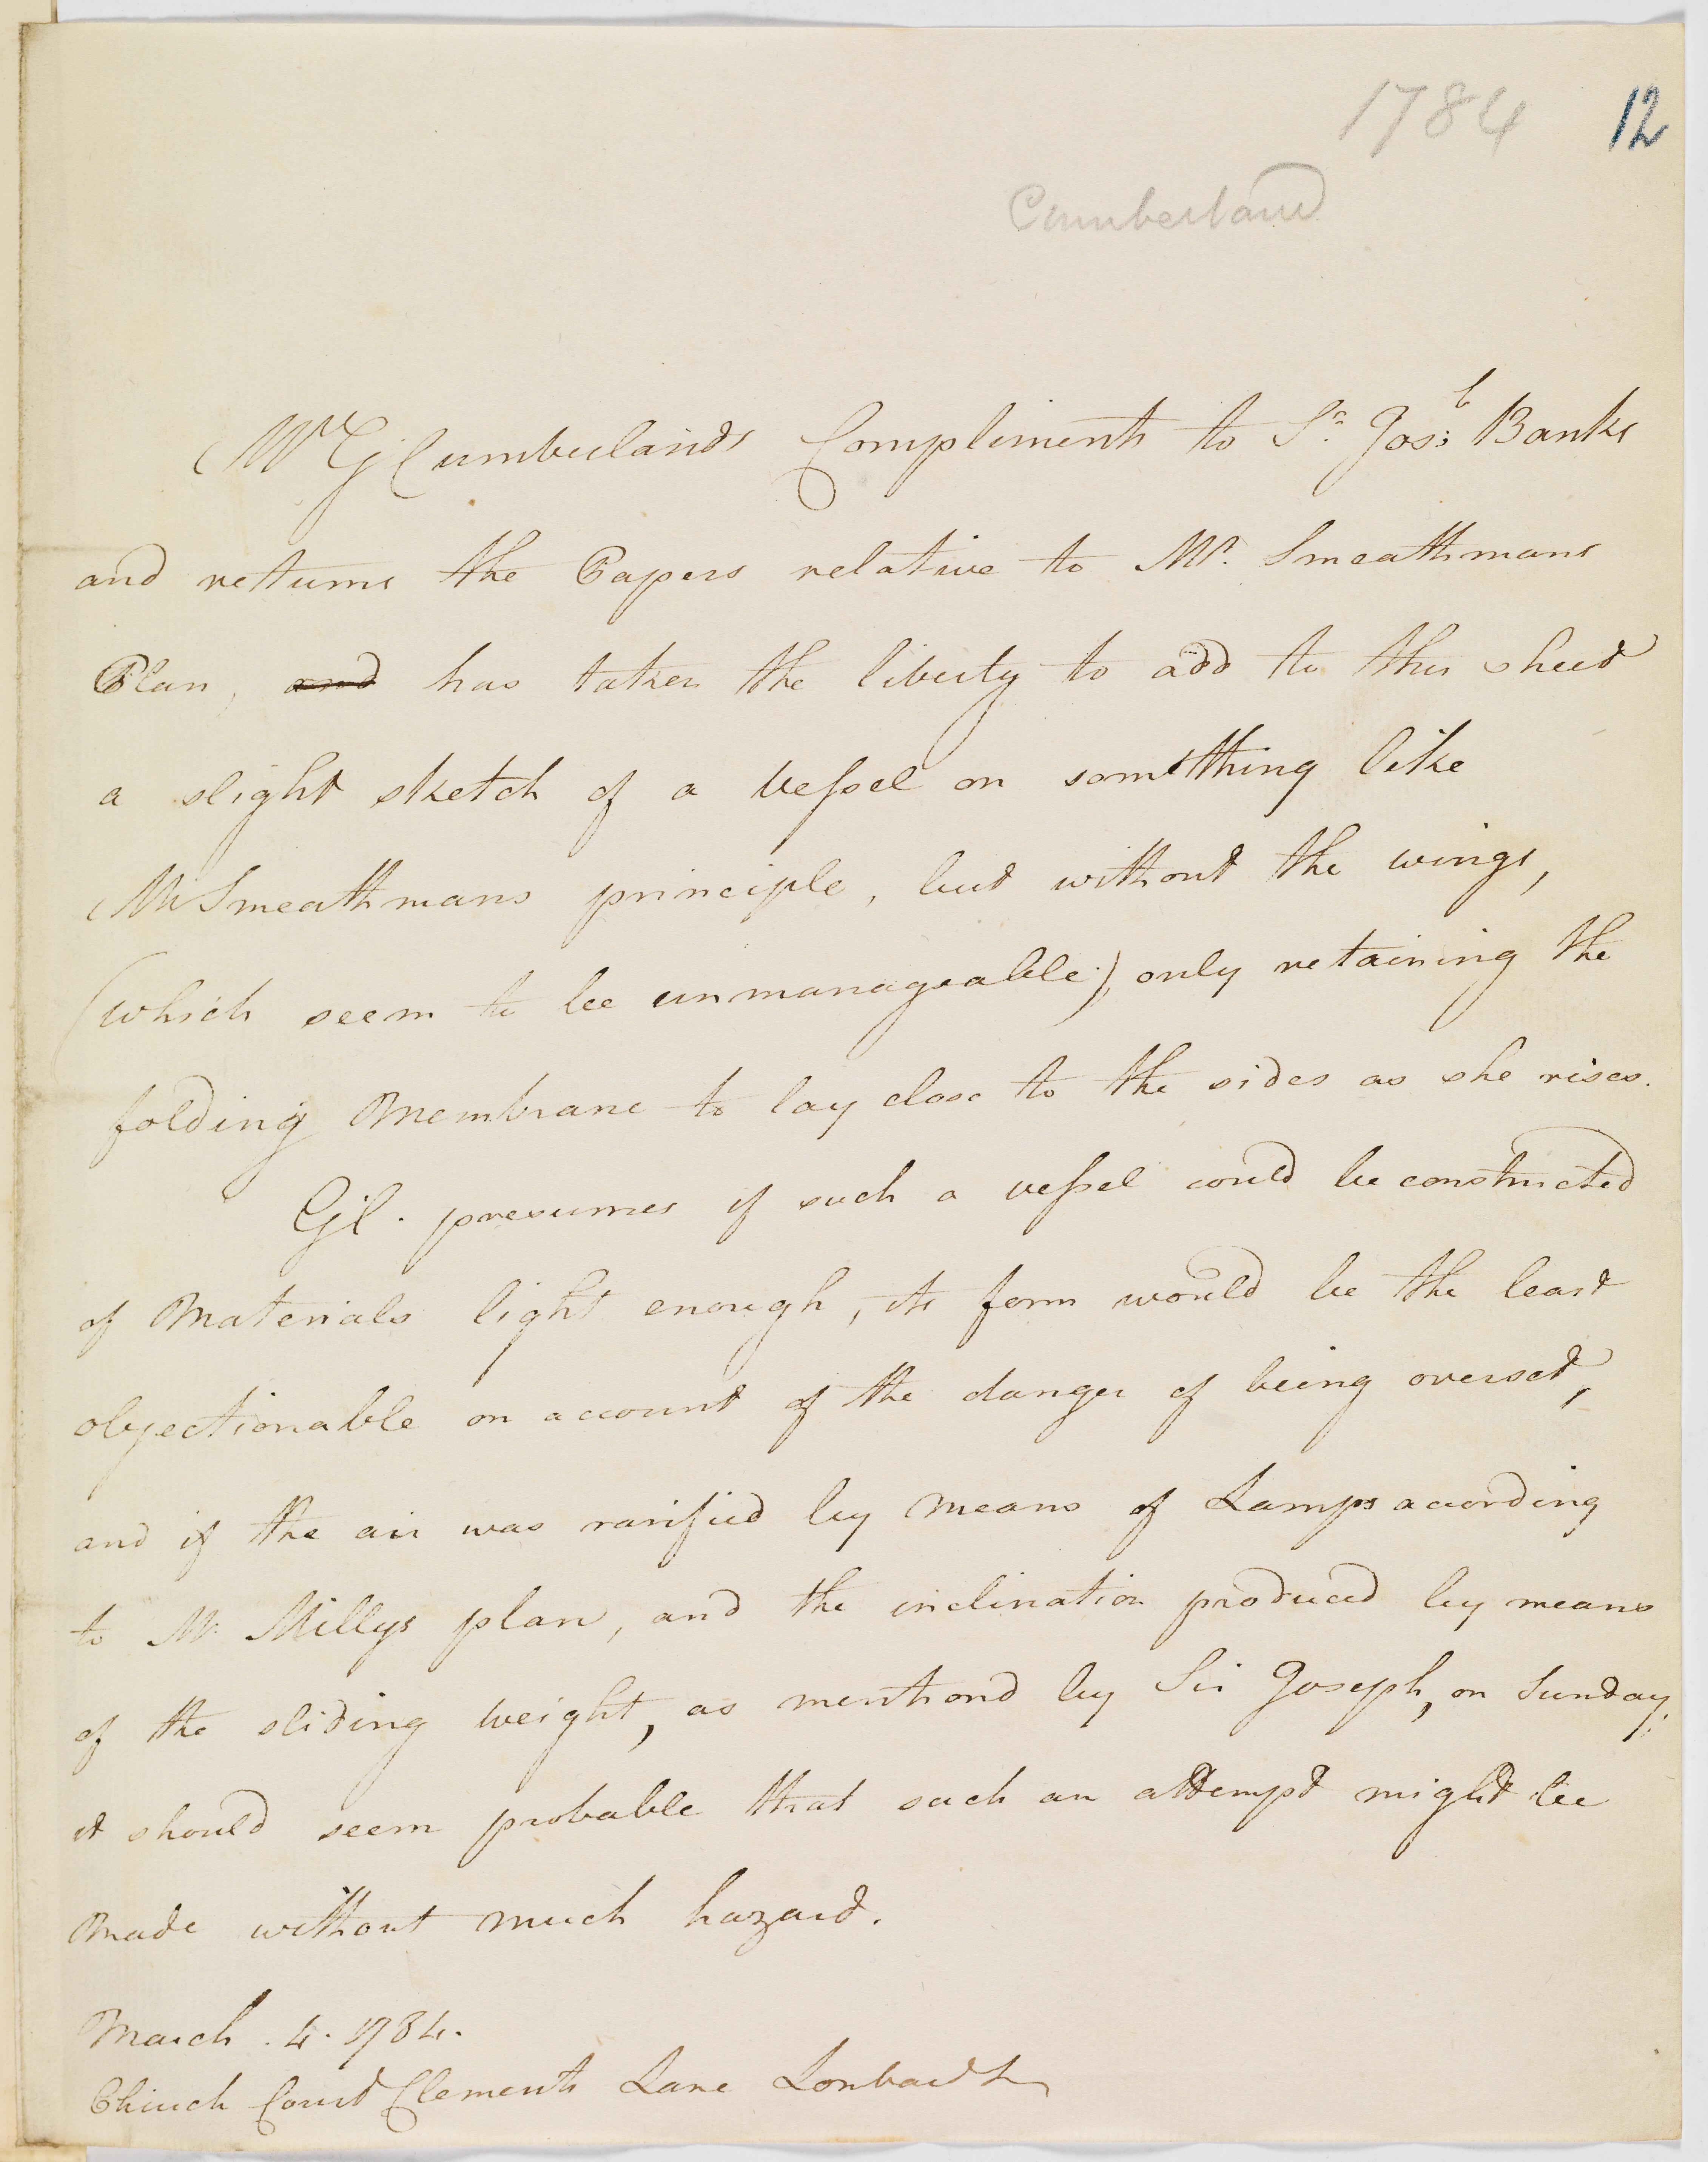 1784 12
Cumberland
Mr G Cumberlands Compliments to Sr. Jos:h Banks
and returns the Papers relative to Mr. Smeathmans
Plan, and has taken the liberty to add to this sheet
a slight sketch of a Veſsel on somthing like
Mr Smeathmans principle, but without the wings,
(which seem to be unmanageable), only retaining the
folding Membrane to lay close to the sides as she rises.
GC. presumes if such a veſsel could be constructed
of Materials light enough, its form would be the least
objectionable on account of the danger of being overset,
and if the air was rarified by Means of Lamps according
to Mr. Millys plan, and the inclination produced by means
of the sliding Weight, as mentiond by Sir Joseph, on Sunday,
it should seem probable that such an attempt might be
Made without much hazard.
March . 4. 1784.
Church Court Clements Lane Lombard St